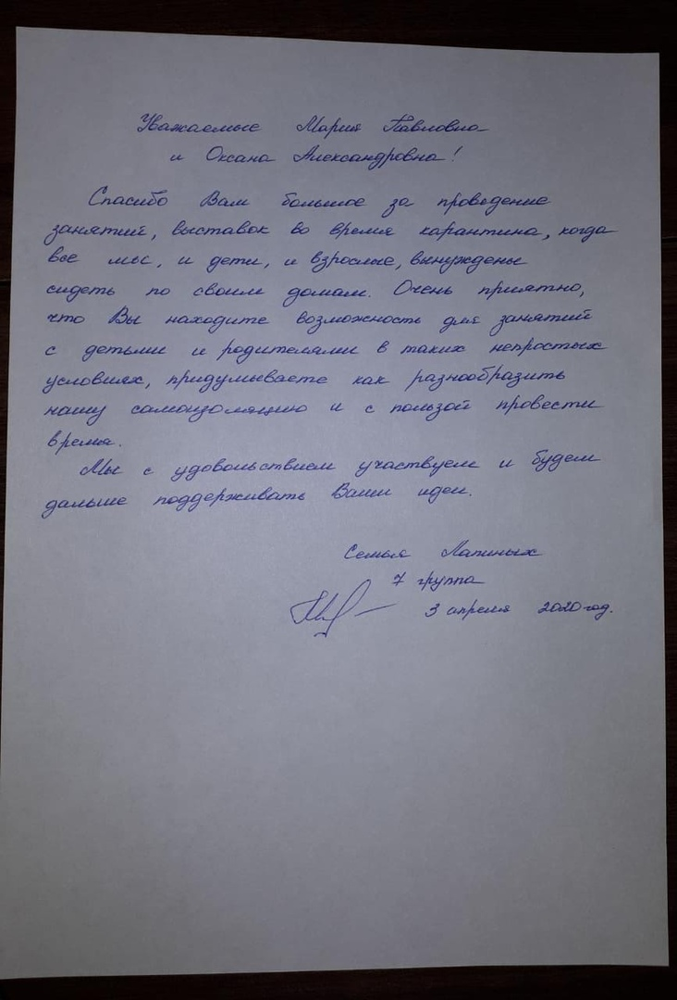 Уважаемые Мария Павловна
и Оксана Александровна!
Спасибо Вам большое за проведение
занятий, выставок во время карантина, когда
все мы, и дети, и взрослые, вынуждены
сидеть по своим домам. Очень приятно,
что Вы находите возможность для занятий
с детьми и родителями в таких непростых
условиях, придумываете как разнообразить
нашу самоизоляцию и с пользой провести
время.
Мы с удовольствием участвуем и будем
дальше поддерживать Ваши идеи.
Семья Лапиных
7 группа
3 апреля 2020 год.